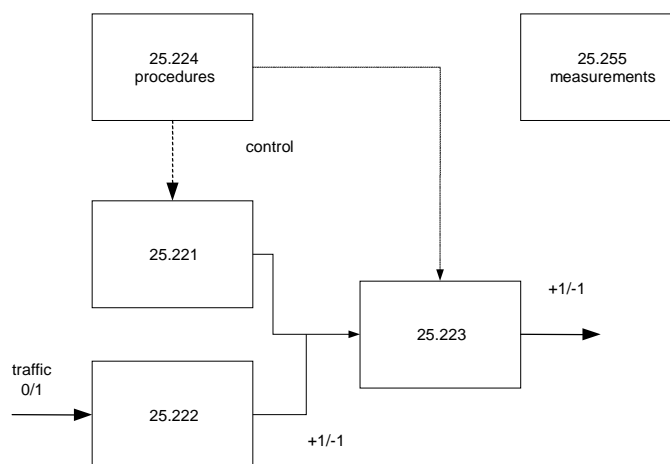 25.224
procedures
25.255
measurements
control
25.221
+1/-1
25.223
traffic
0/1
25.222
+1/-1